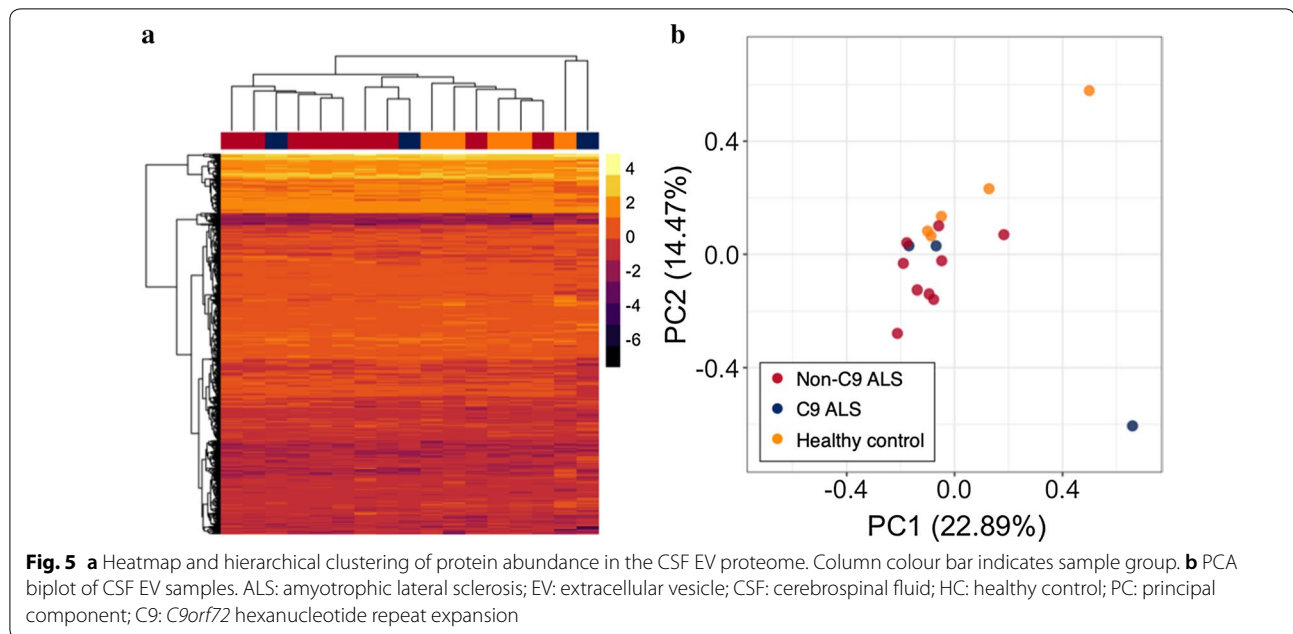 a
4
2
0
-2
-4
-6
b
PC2 (14.47%)
0.4
0.0
-0.4
Non-C9 ALS
C9 ALS
Healthy control
-0.4 0.0 0.4
PC1 (22.89%)
Fig. 5 a Heatmap and hierarchical clustering of protein abundance in the CSF EV proteome. Column colour bar indicates sample group. b PCA
biplot of CSF EV samples. ALS: amyotrophic lateral sclerosis; EV: extracellular vesicle; CSF: cerebrospinal fluid; HC: healthy control; PC: principal
component; C9: C9orf72 hexanucleotide repeat expansion